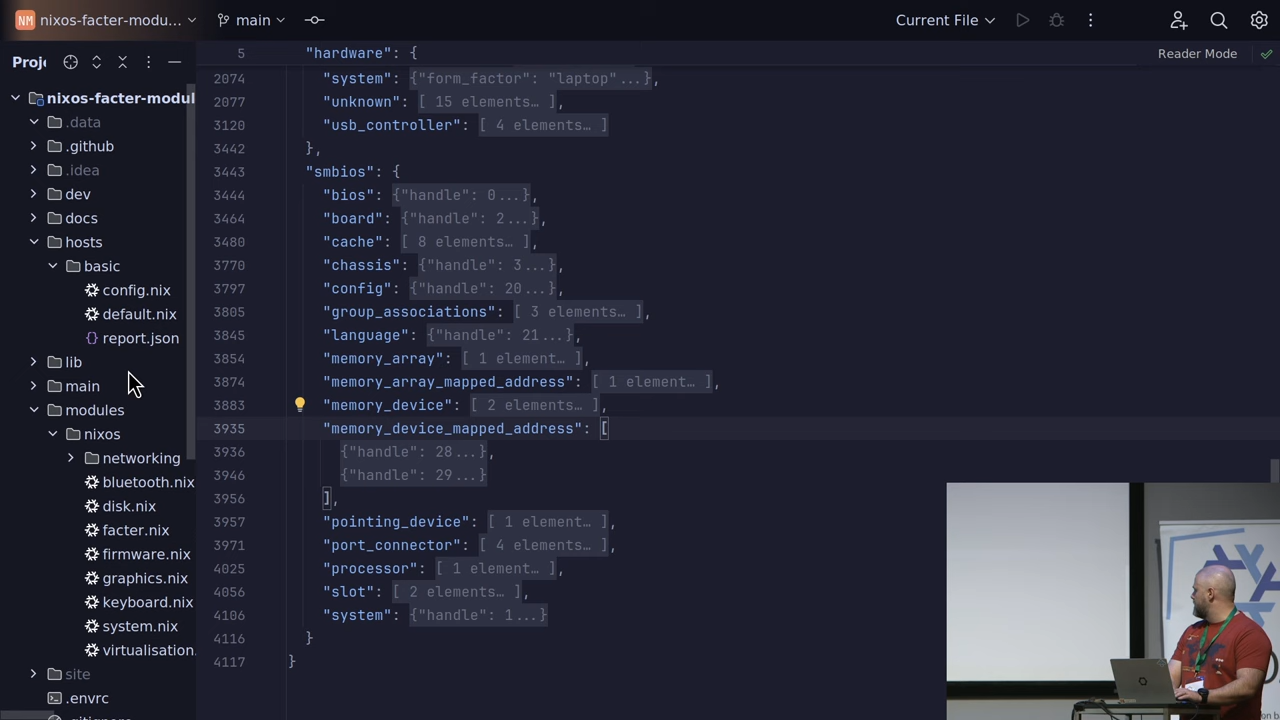 NM nixos-facter-modu... main Current File
Proje
Reader Mode
nixos-facter-modul
.data
.github
.idea
dev
docs
hosts
basic
config.nix
default.nix
report.json
lib
main
modules
nixos
networking
bluetooth.nix
disk.nix
facter.nix
firmware.nix
graphics.nix
keyboard.nix
system.nix
virtualisation.
site
.envrc
5 "hardware": {
2074 "system": {"form_factor": "laptop"...},
2077 "unknown": [ 15 elements… ],
3120 "usb_controller": [ 4 elements… ]
3442 },
3443 "smbios": {
3444 "bios": {"handle": 0...},
3464 "board": {"handle": 2...},
3480 "cache": [ 8 elements… ],
3770 "chassis": {"handle": 3...},
3797 "config": {"handle": 20...},
3805 "group_associations": [ 3 elements… ],
3845 "language": {"handle": 21...},
3854 "memory_array": [ 1 element… ],
3874 "memory_array_mapped_address": [ 1 element… ],
3883 "memory_device": [ 2 elements… ],
3935 "memory_device_mapped_address": [
3936 {"handle": 28...},
3946 {"handle": 29...}
3956 ],
3957 "pointing_device": [ 1 element… ],
3971 "port_connector": [ 4 elements… ],
4025 "processor": [ 1 element… ],
4056 "slot": [ 2 elements… ],
4106 "system": {"handle": 1...}
4116 }
4117 }